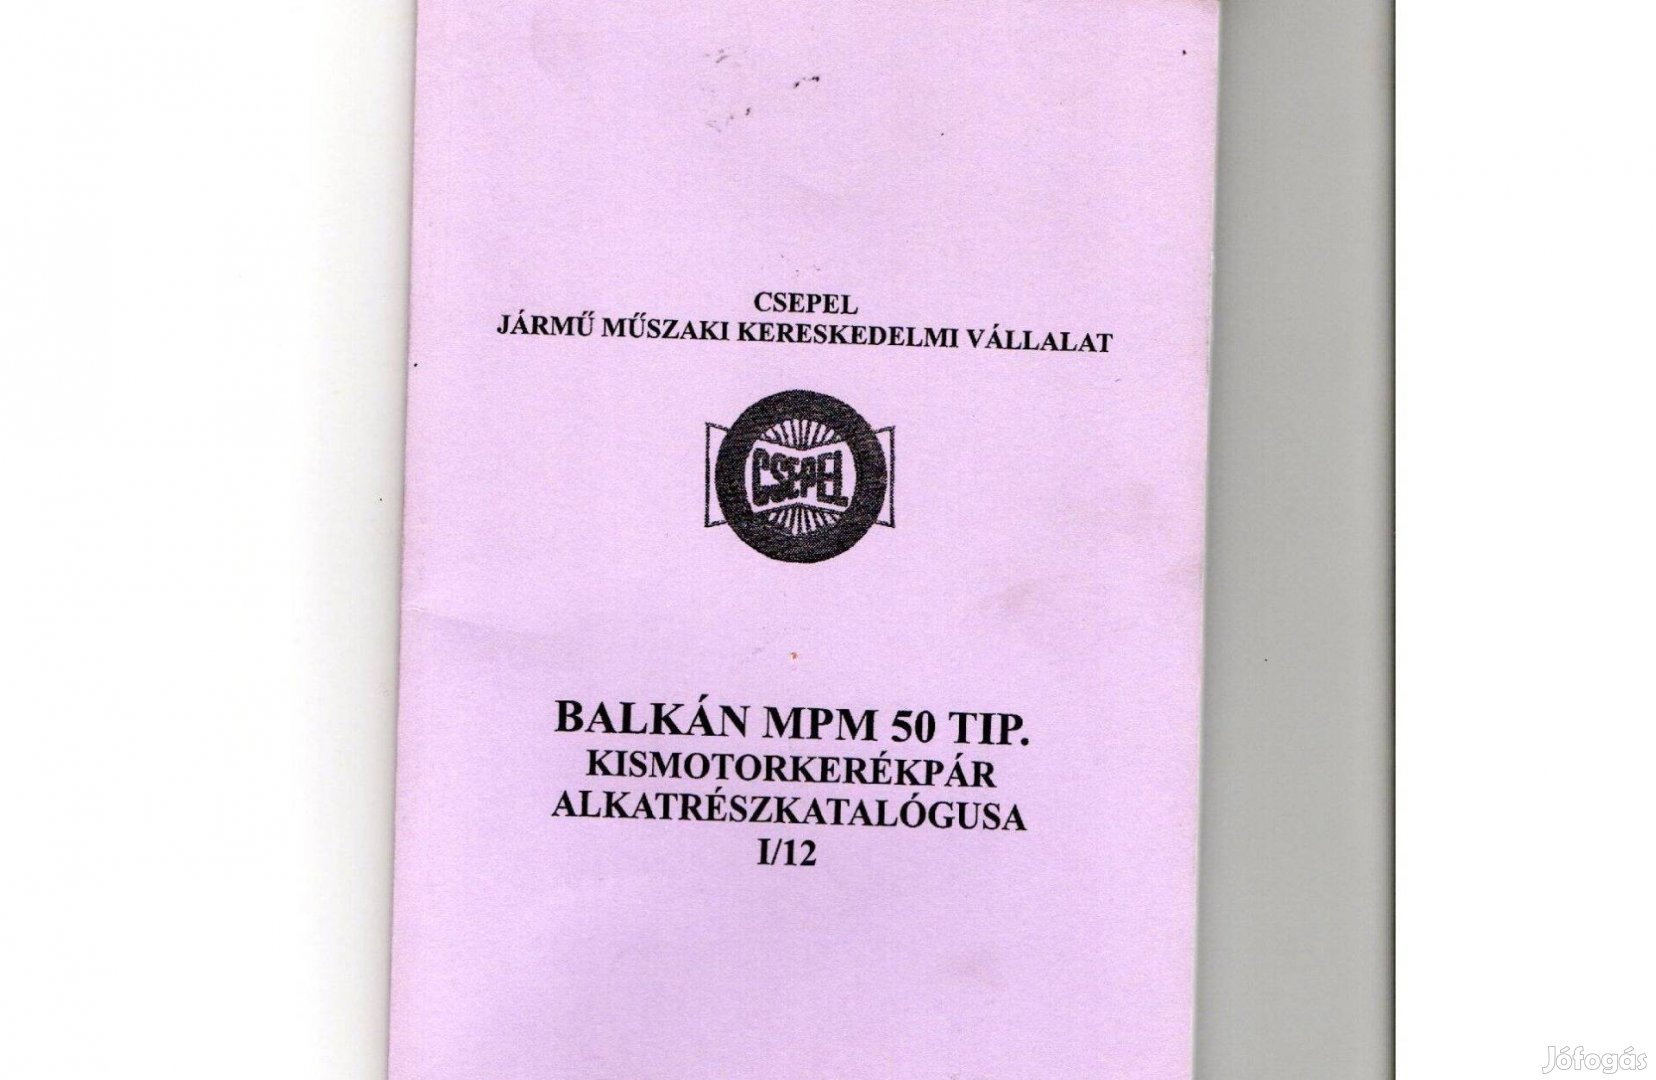 CSEPEL
JÁRMŰ MŰSZAKI KERESKEDELMI VÁLLALAT
CSEPEL
BALKÁN MPM 50 TIP.
KISMOTORKERÉKPÁR
ALKATRÉSZKATALÓGUSA
I/12
Jófogás